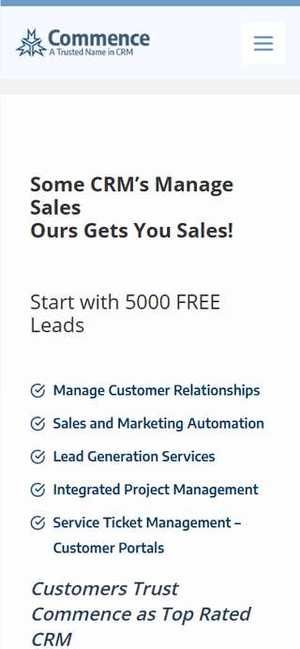 Commence
A Trusted Name in CRM
Some CRM’s Manage
Sales
Ours Gets You Sales!
Start with 5000 FREE
Leads
Manage Customer Relationships
Sales and Marketing Automation
Lead Generation Services
Integrated Project Management
Service Ticket Management –
Customer Portals
Customers Trust
Commence as Top Rated
CRM